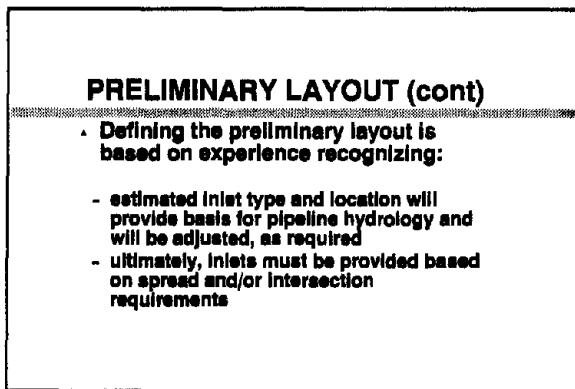 PRELIMINARY LAYOUT (cont)
▴ Defining the preliminary layout is
based on experience recognizing:
- estimated inlet type and location will
provide basis for pipeline hydrology and
will be adjusted, as required
- ultimately, inlets must be provided based
on spread and/or intersection
requirements